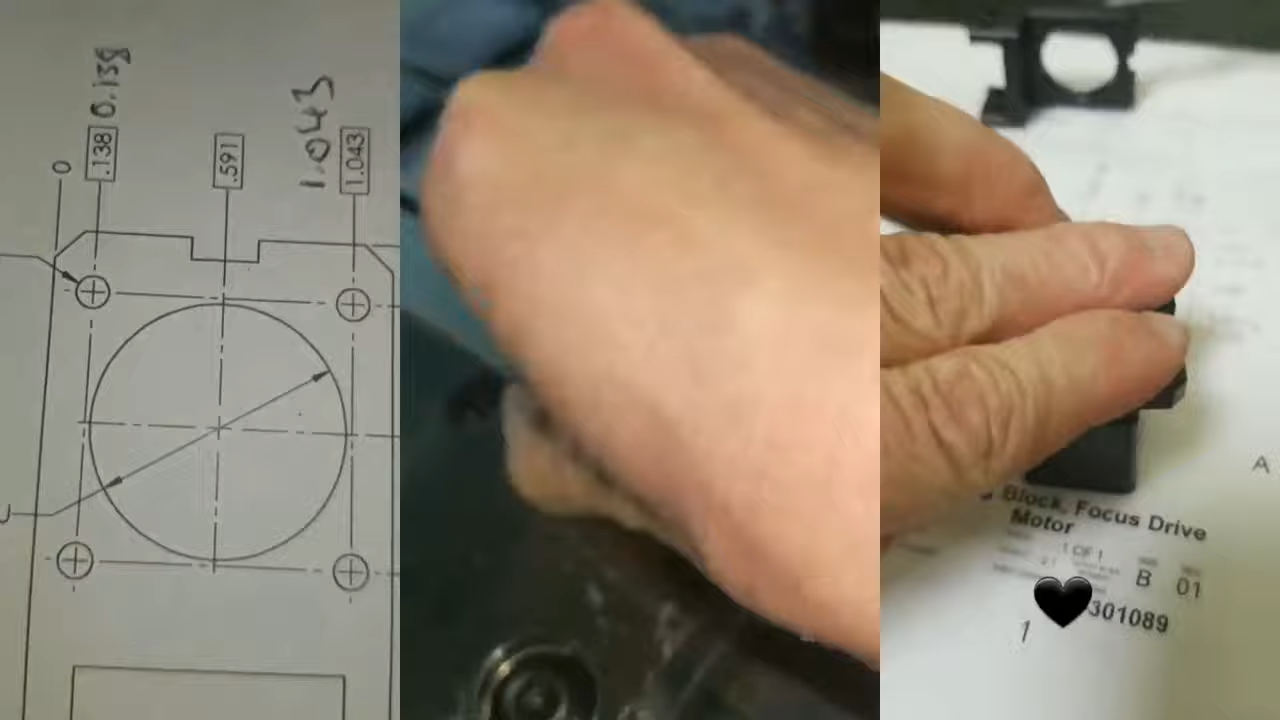 0
.138
0.138
.591
1.043
1.043
A
Block, Focus Drive
Motor
1 OF 1
B 01
301089
1